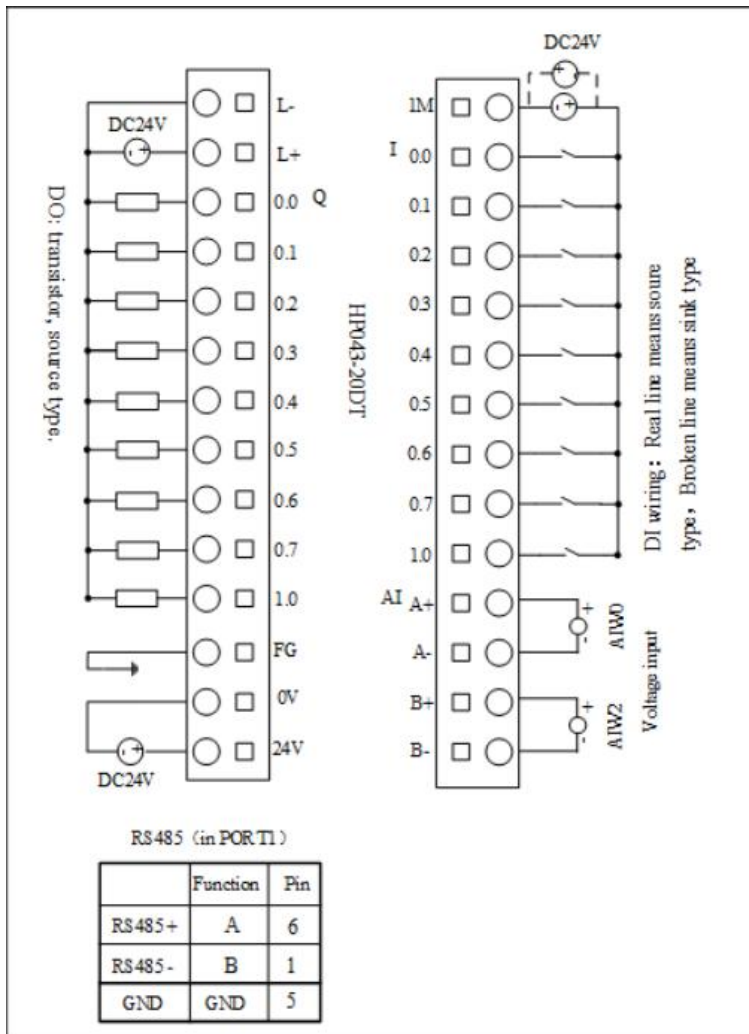 DC24V
L-
DC24V
- +
L+
0.0 Q
0.1
0.2
0.3
0.4
0.5
0.6
0.7
1.0
FG
0V
24V
- +
DC24V
DO: transistor, source type.
HP043-20DT
+ -
- +
1M
I 0.0
0.1
0.2
0.3
0.4
0.5
0.6
0.7
1.0
AI A+
A-
B+
B-
+
-
AIW0
+
-
AIW2
Voltage input
DI wiring: Real line means soure
type, Broken line means sink type
RS485 (in PORT1)
Function Pin
RS485+ A 6
RS485- B 1
GND GND 5